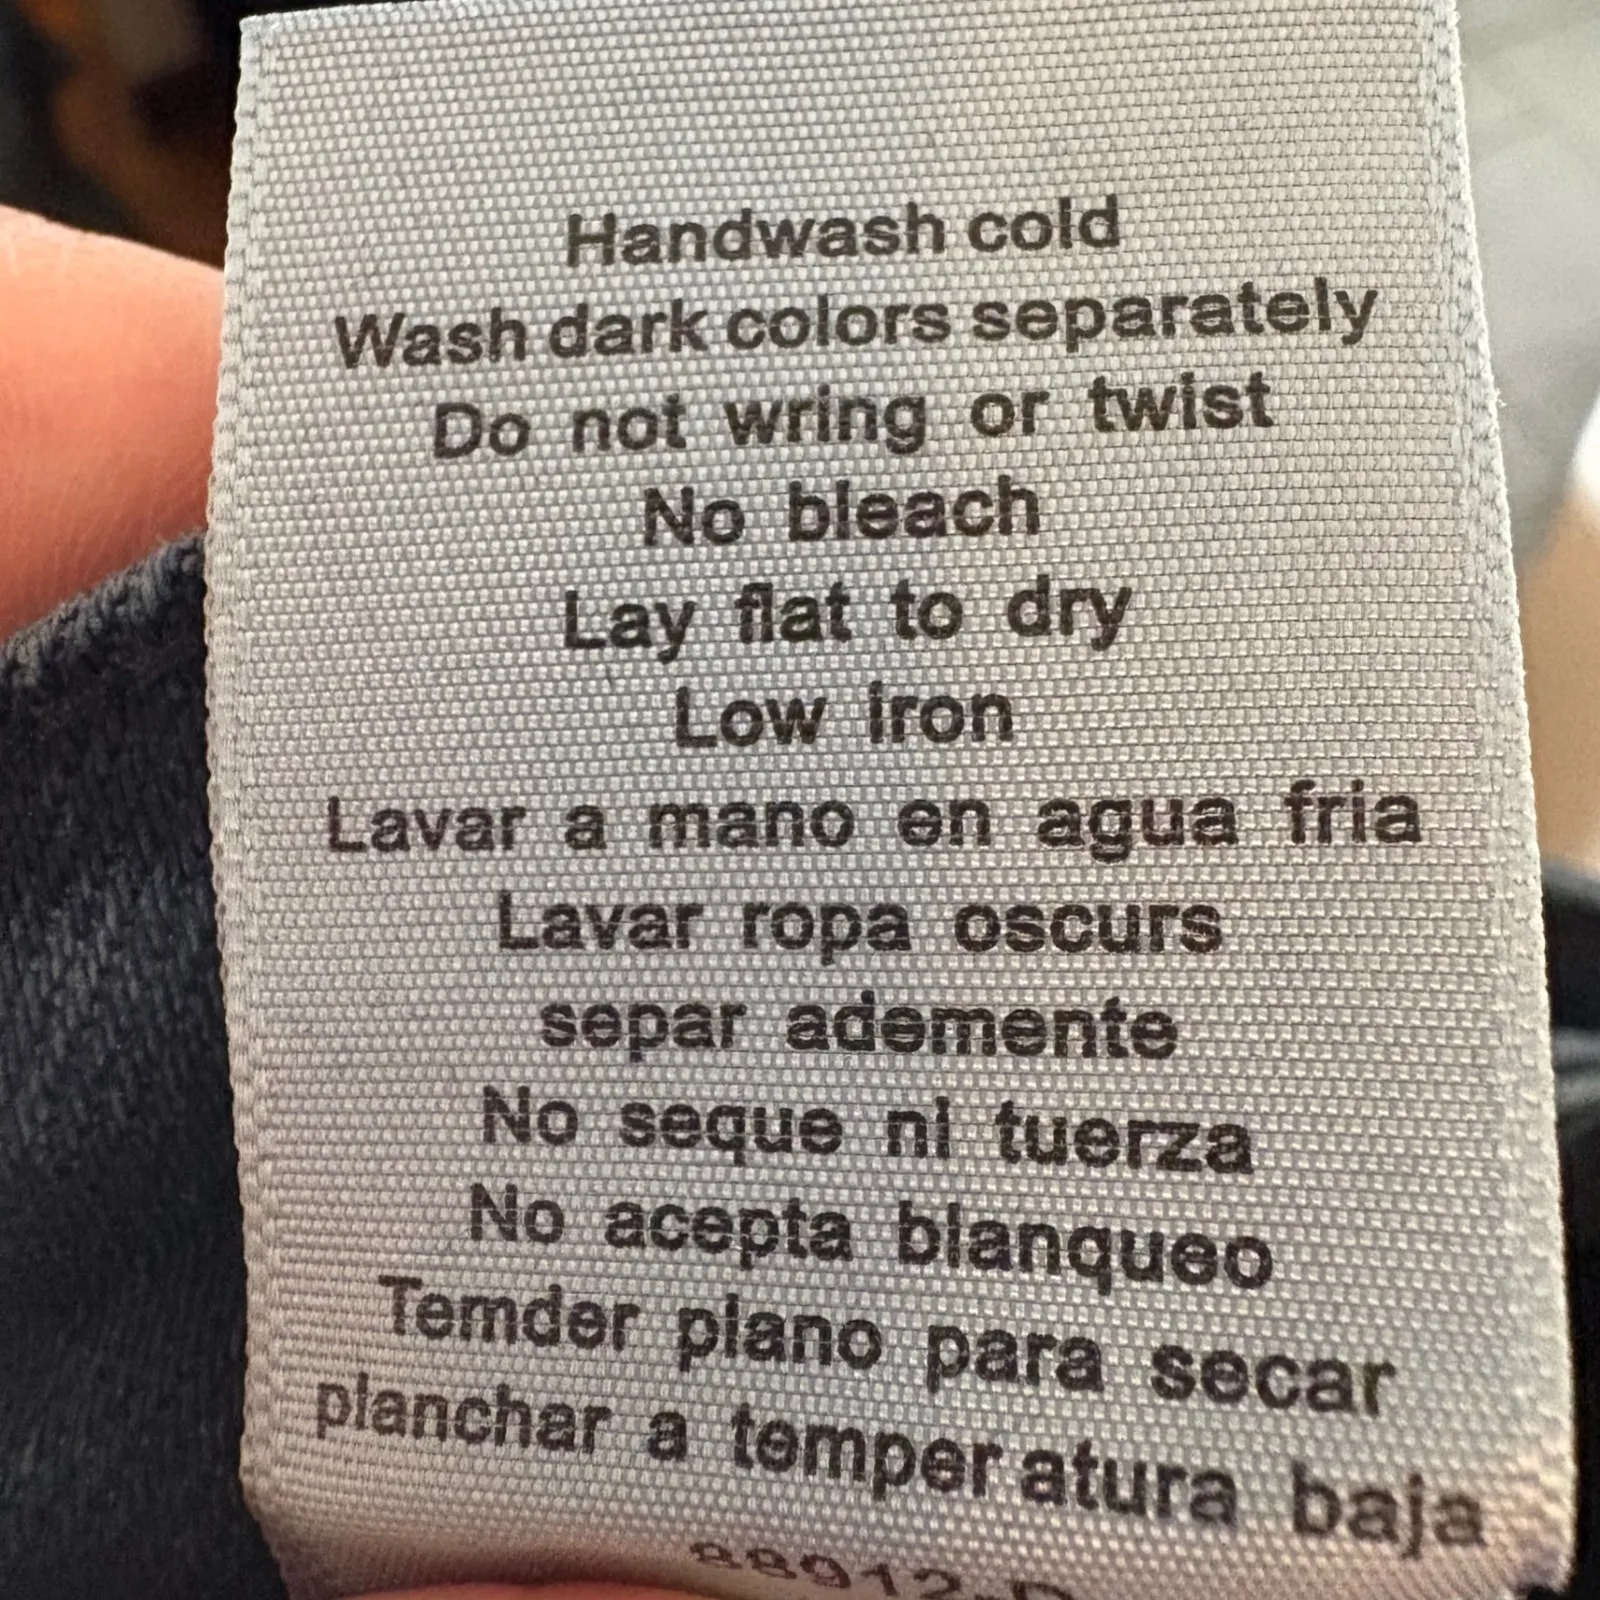 Handwash cold
Wash dark colors separately
Do not wring or twist
No bleach
Lay flat to dry
Low iron
Lavar a mano en agua fria
Lavar ropa oscurs
separ ademente
No seque ni tuerza
No acepta blanqueo
Temder plano para secar
planchar a temper atura baja